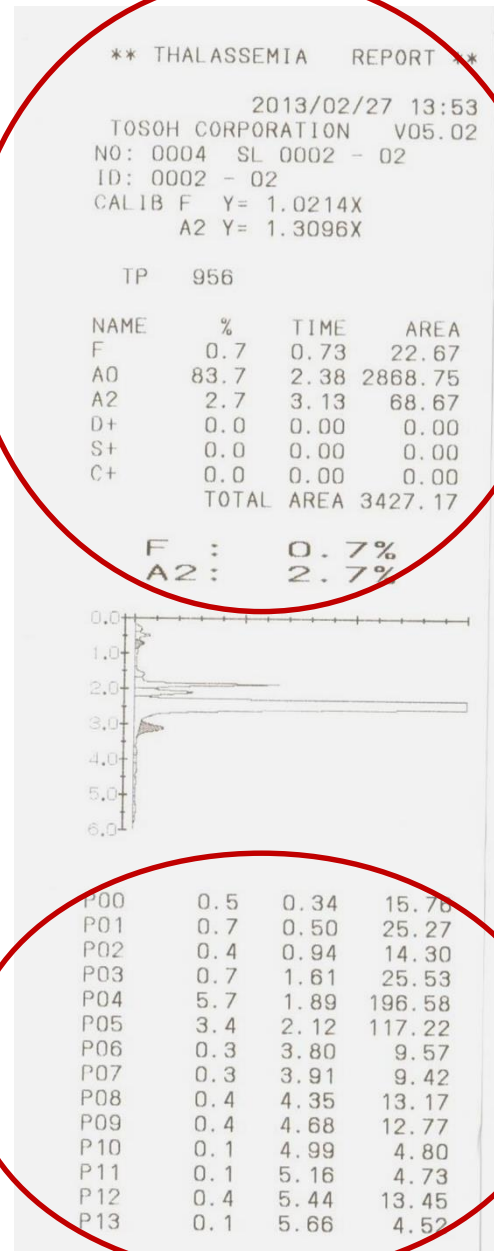 ** THALASSEMIA REPORT **
2013/02/27 13:53
TOSOH CORPORATION V05.02
NO: 0004 SL 0002 - 02
ID: 0002 - 02
CALIB F Y= 1.0214X
A2 Y= 1.3096X
TP 956
NAME % TIME AREA
F 0.7 0.73 22.67
A0 83.7 2.38 2868.75
A2 2.7 3.13 68.67
D+ 0.0 0.00 0.00
S+ 0.0 0.00 0.00
C+ 0.0 0.00 0.00
TOTAL AREA 3427.17
F : 0.7%
A2: 2.7%
0.0
1.0
2.0
3.0
4.0
5.0
6.0
P00 0.5 0.34 15.76
P01 0.7 0.50 25.27
P02 0.4 0.94 14.30
P03 0.7 1.61 25.53
P04 5.7 1.89 196.58
P05 3.4 2.12 117.22
P06 0.3 3.80 9.57
P07 0.3 3.91 9.42
P08 0.4 4.35 13.17
P09 0.4 4.68 12.77
P10 0.1 4.99 4.80
P11 0.1 5.16 4.73
P12 0.4 5.44 13.45
P13 0.1 5.66 4.52